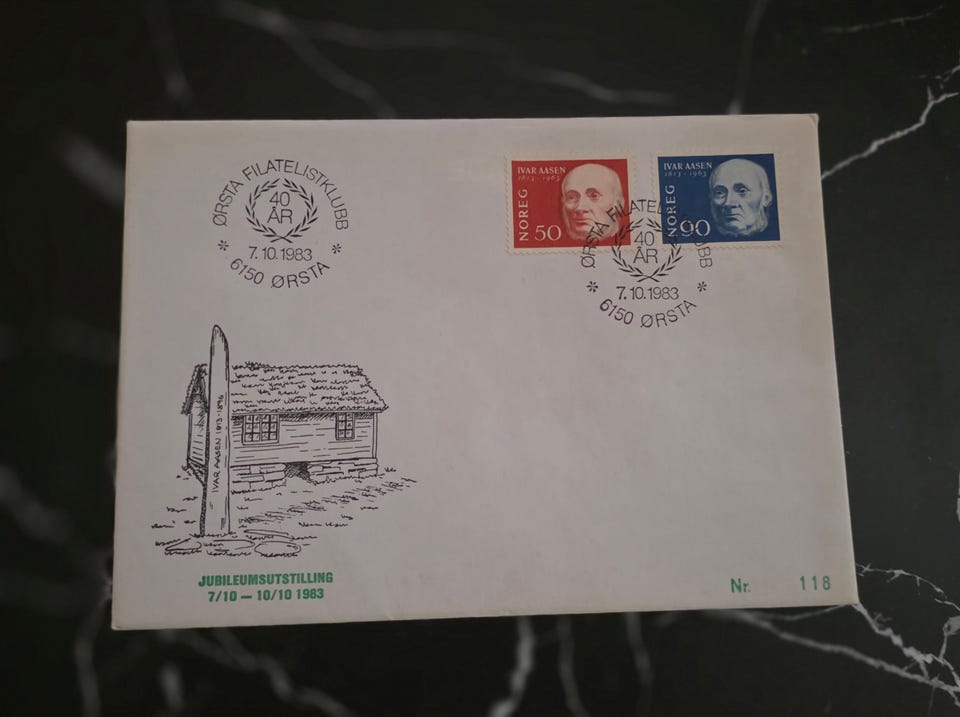 ØRSTA FILATELISTKLUBB
40
ÅR
7.10.1983
* 6150 ØRSTA *
IVAR AASEN
1813 - 1963
NOREG
50
IVAR AASEN
1813 - 1963
NOREG
90
ØRSTA FILATELISTKLUBB
40
ÅR
7.10.1983
* 6150 ØRSTA *
IVAR AASEN 1813-1896
JUBILEUMSUTSTILLING
7/10 — 10/10 1983
Nr. 118